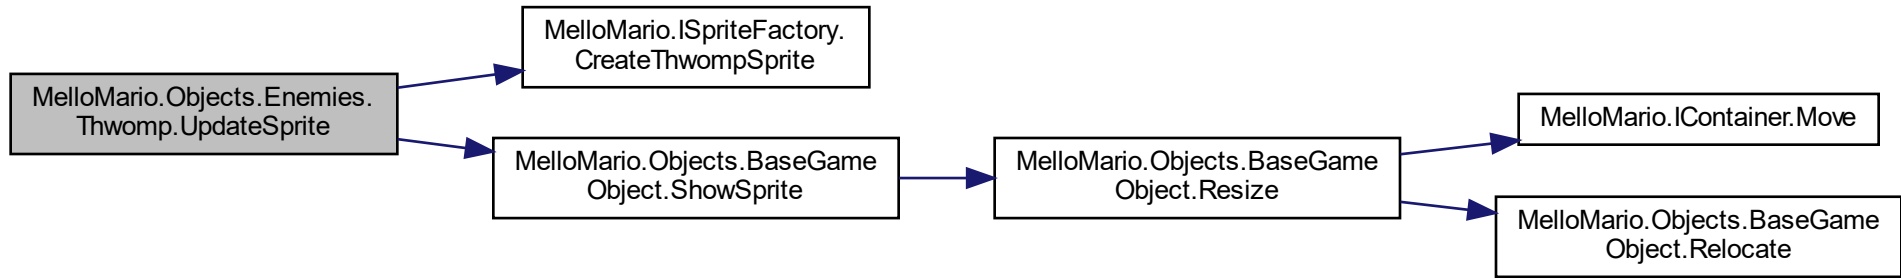 MelloMario.Objects.Enemies.
Thwomp.UpdateSprite
MelloMario.ISpriteFactory.
CreateThwompSprite
MelloMario.Objects.BaseGame
Object.ShowSprite
MelloMario.Objects.BaseGame
Object.Resize
MelloMario.IContainer.Move
MelloMario.Objects.BaseGame
Object.Relocate